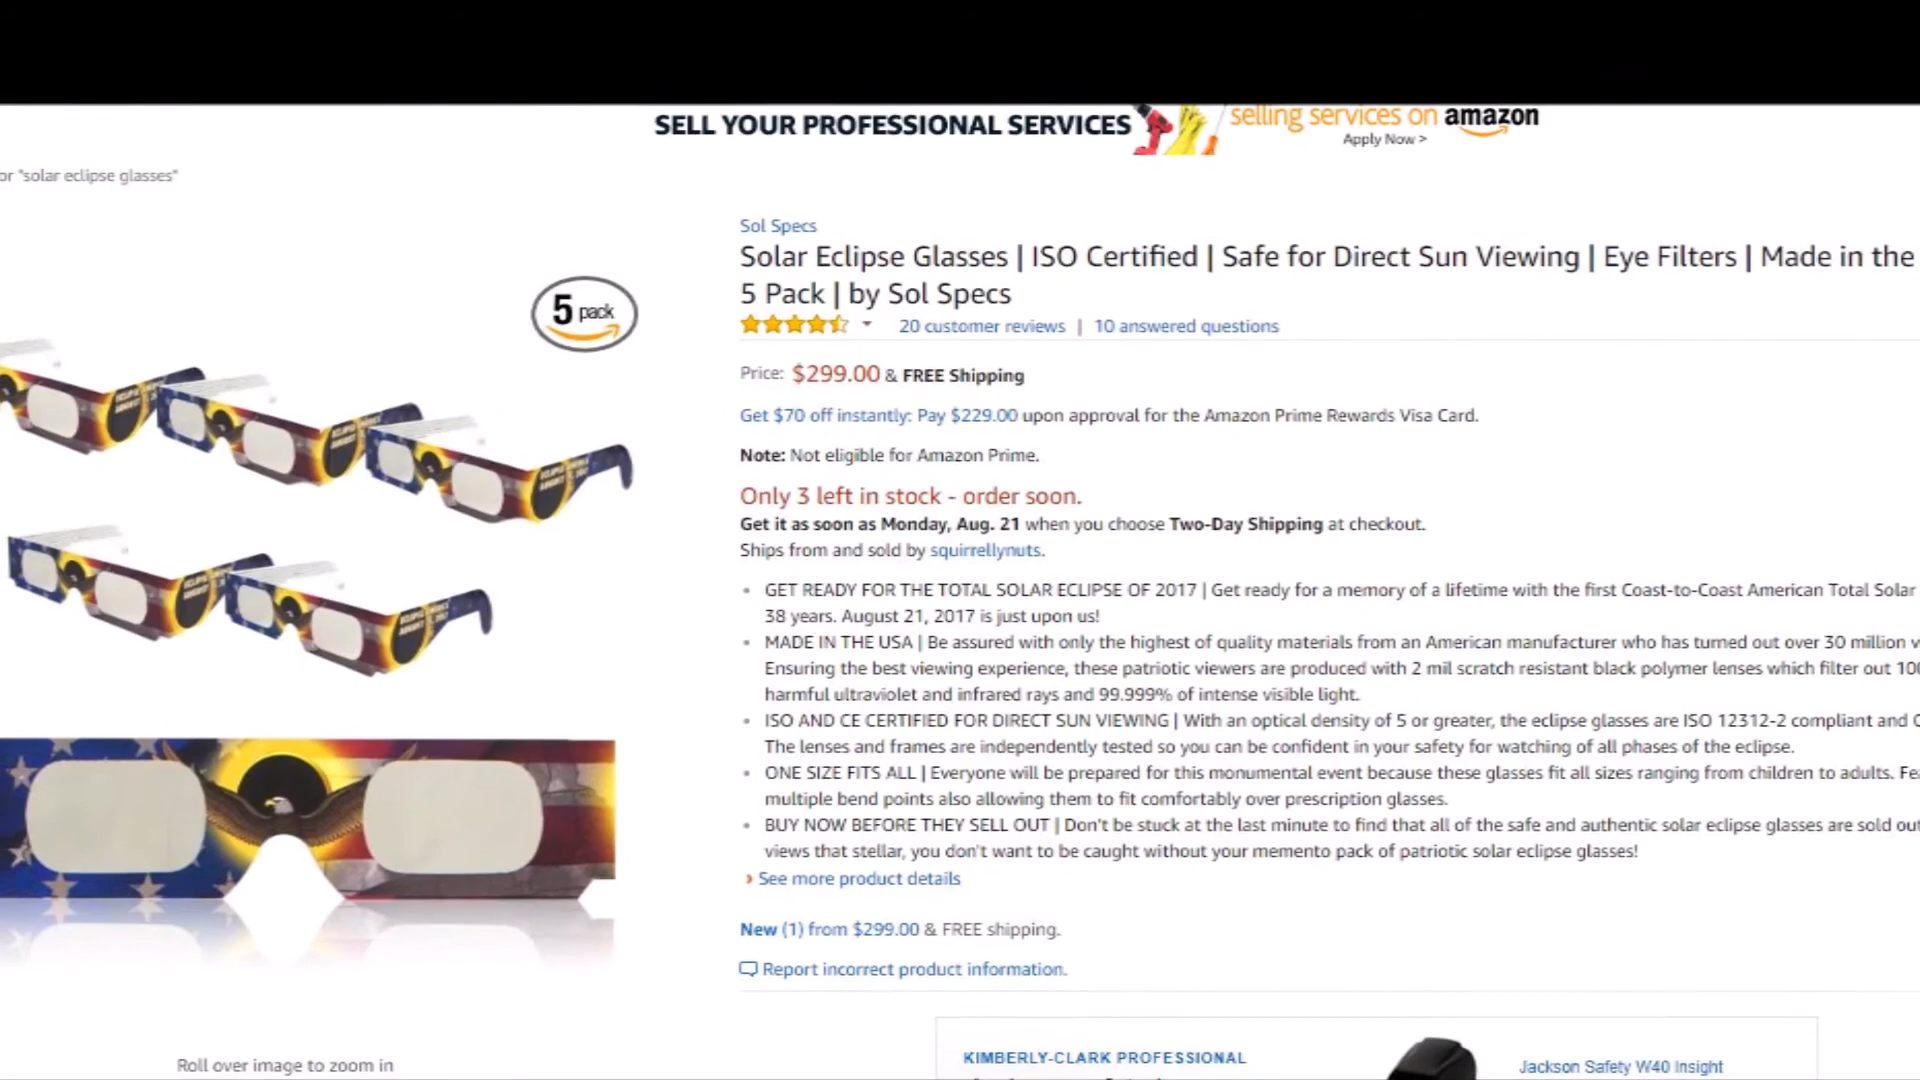 SELL YOUR PROFESSIONAL SERVICES
selling services on amazon
Apply Now >
or "solar eclipse glasses"
Sol Specs
Solar Eclipse Glasses | ISO Certified | Safe for Direct Sun Viewing | Eye Filters | Made in the
5 Pack | by Sol Specs
5 pack
20 customer reviews | 10 answered questions
Price: $299.00 & FREE Shipping
Get $70 off instantly: Pay $229.00 upon approval for the Amazon Prime Rewards Visa Card.
Note: Not eligible for Amazon Prime.
Only 3 left in stock - order soon.
Get it as soon as Monday, Aug. 21 when you choose Two-Day Shipping at checkout.
Ships from and sold by squirrellynuts.
GET READY FOR THE TOTAL SOLAR ECLIPSE OF 2017 | Get ready for a memory of a lifetime with the first Coast-to-Coast American Total Solar
38 years. August 21, 2017 is just upon us!
MADE IN THE USA | Be assured with only the highest of quality materials from an American manufacturer who has turned out over 30 million v
Ensuring the best viewing experience, these patriotic viewers are produced with 2 mil scratch resistant black polymer lenses which filter out 100
harmful ultraviolet and infrared rays and 99.999% of intense visible light.
ISO AND CE CERTIFIED FOR DIRECT SUN VIEWING | With an optical density of 5 or greater, the eclipse glasses are ISO 12312-2 compliant and C
The lenses and frames are independently tested so you can be confident in your safety for watching of all phases of the eclipse.
ONE SIZE FITS ALL | Everyone will be prepared for this monumental event because these glasses fit all sizes ranging from children to adults. Fea
multiple bend points also allowing them to fit comfortably over prescription glasses.
BUY NOW BEFORE THEY SELL OUT | Don't be stuck at the last minute to find that all of the safe and authentic solar eclipse glasses are sold out
views that stellar, you don't want to be caught without your memento pack of patriotic solar eclipse glasses!
› See more product details
New (1) from $299.00 & FREE shipping.
Report incorrect product information.
KIMBERLY-CLARK PROFESSIONAL
Jackson Safety W40 Insight
Roll over image to zoom in